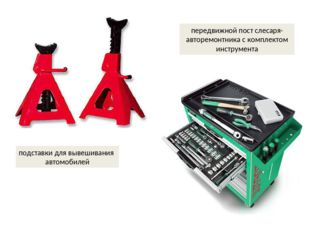 передвижной пост слесаря-
авторемонтника с комплектом
инструмента
подставки для вывешивания
автомобилей